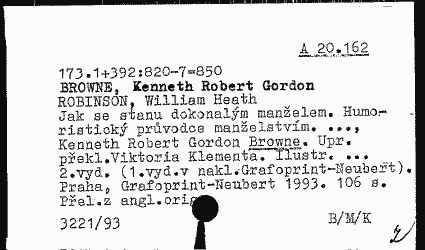 A 20.162
173.1+392:820-7=850
BROWNE, Kenneth Robert Gordon
ROBINSON, William Heath
Jak se stanu dokonalým manželem. Humo-
ristický průvodce manželstvím. ...,
Kenneth Robert Gordon Browne. Upr.
překl.Viktoria Klementa. Ilustr. ...
2.vyd. (1.vyd.v nakl.Grafoprint-Neubert).
Praha, Grafoprint-Neubert 1993. 106 s.
Přel.z angl.orig
3221/93 B/M/K